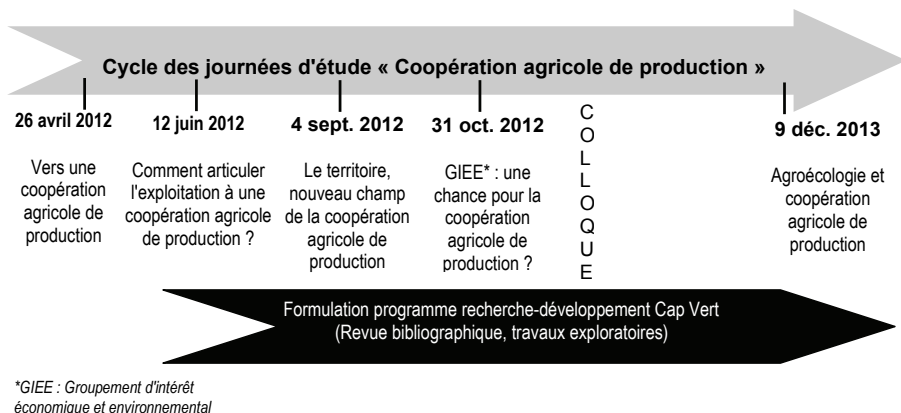 Cycle des journées d'étude « Coopération agricole de production »
26 avril 2012
Vers une
coopération
agricole de
production
12 juin 2012
Comment articuler
l'exploitation à une
coopération agricole
de production ?
4 sept. 2012
Le territoire,
nouveau champ
de la coopération
agricole de
production
31 oct. 2012
GIEE* : une
chance pour la
coopération
agricole de
production ?
C
O
L
L
O
Q
U
E
9 déc. 2013
Agroécologie et
coopération
agricole de
production
Formulation programme recherche-développement Cap Vert
(Revue bibliographique, travaux exploratoires)
*GIEE : Groupement d'intérêt
économique et environnemental